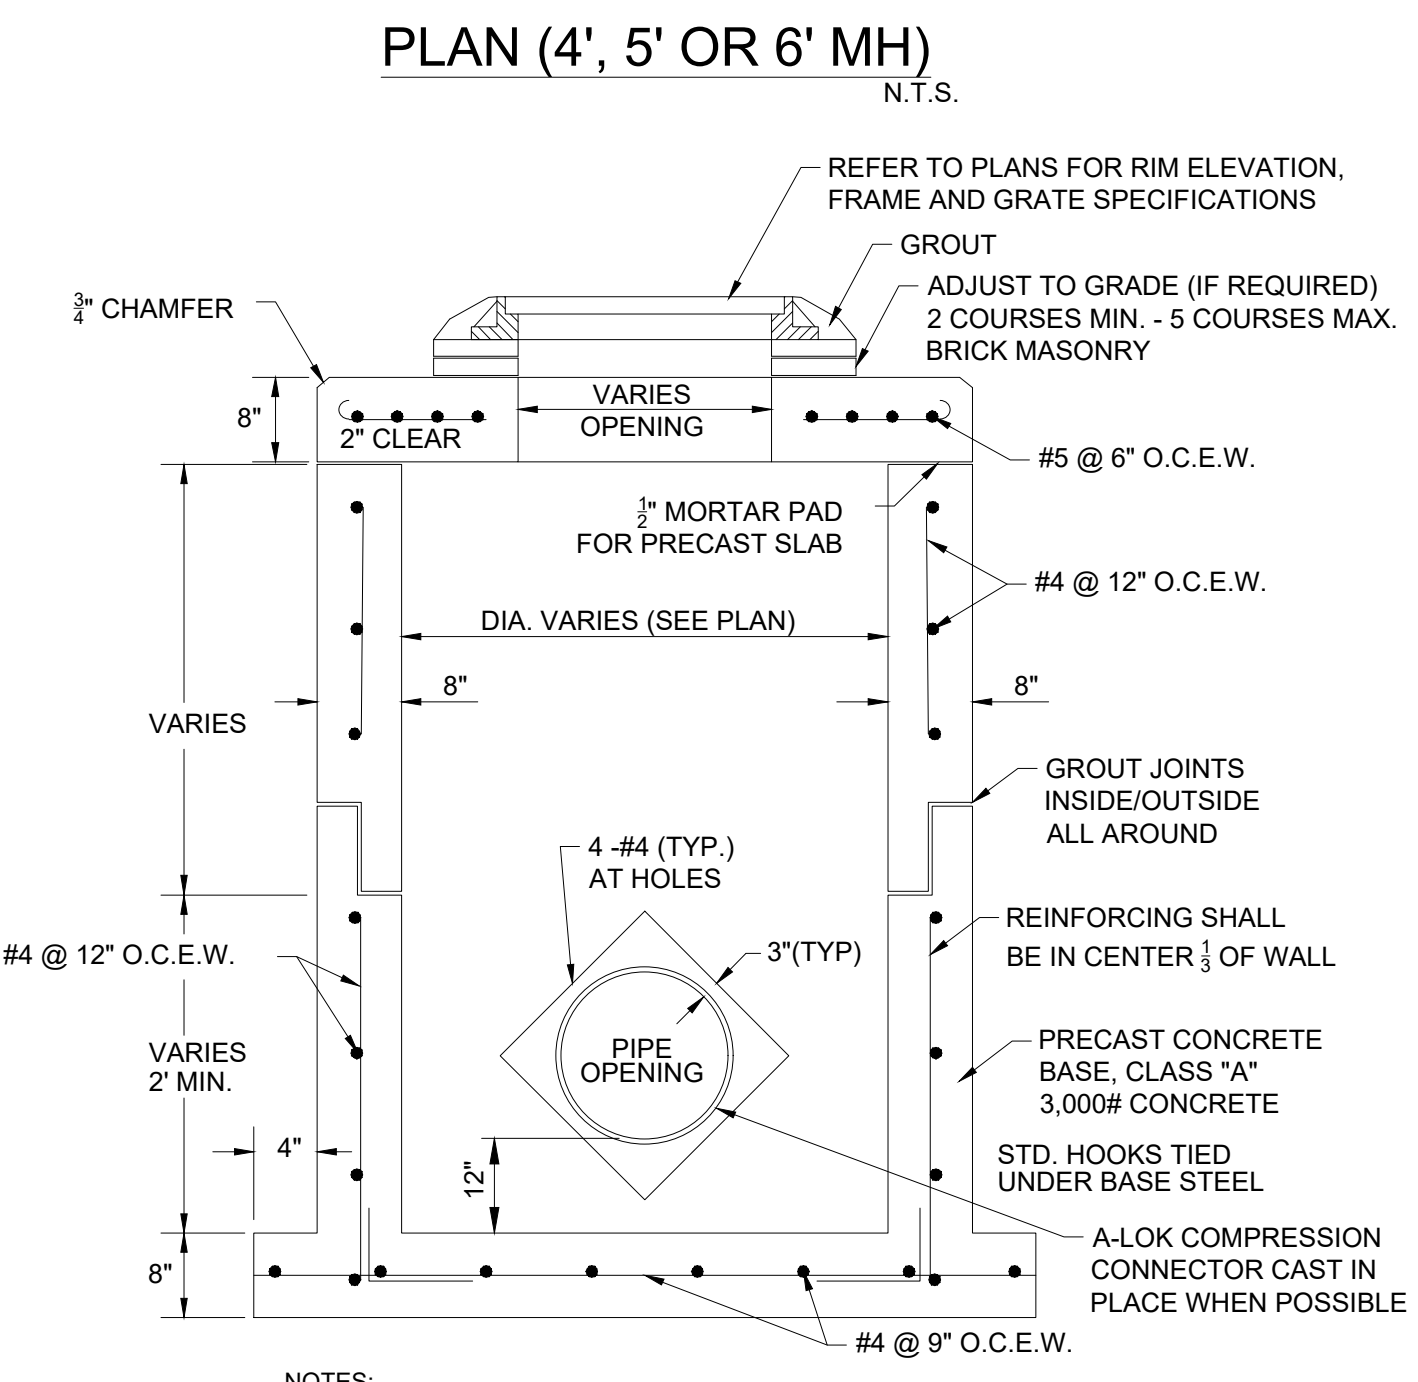 PLAN (4', 5' OR 6' MH)
N.T.S.
REFER TO PLANS FOR RIM ELEVATION,
FRAME AND GRATE SPECIFICATIONS
GROUT
3/4" CHAMFER
ADJUST TO GRADE (IF REQUIRED)
2 COURSES MIN. - 5 COURSES MAX.
BRICK MASONRY
8"
VARIES
OPENING
2" CLEAR
#5 @ 6" O.C.E.W.
1/2" MORTAR PAD
FOR PRECAST SLAB
#4 @ 12" O.C.E.W.
DIA. VARIES (SEE PLAN)
8"
8"
VARIES
GROUT JOINTS
INSIDE/OUTSIDE
ALL AROUND
4 -#4 (TYP.)
AT HOLES
REINFORCING SHALL
BE IN CENTER 1/3 OF WALL
#4 @ 12" O.C.E.W.
3"(TYP)
PIPE
OPENING
VARIES
2' MIN.
PRECAST CONCRETE
BASE, CLASS "A"
3,000# CONCRETE
4"
12"
STD. HOOKS TIED
UNDER BASE STEEL
A-LOK COMPRESSION
CONNECTOR CAST IN
PLACE WHEN POSSIBLE
8"
#4 @ 9" O.C.E.W.
NOTES: